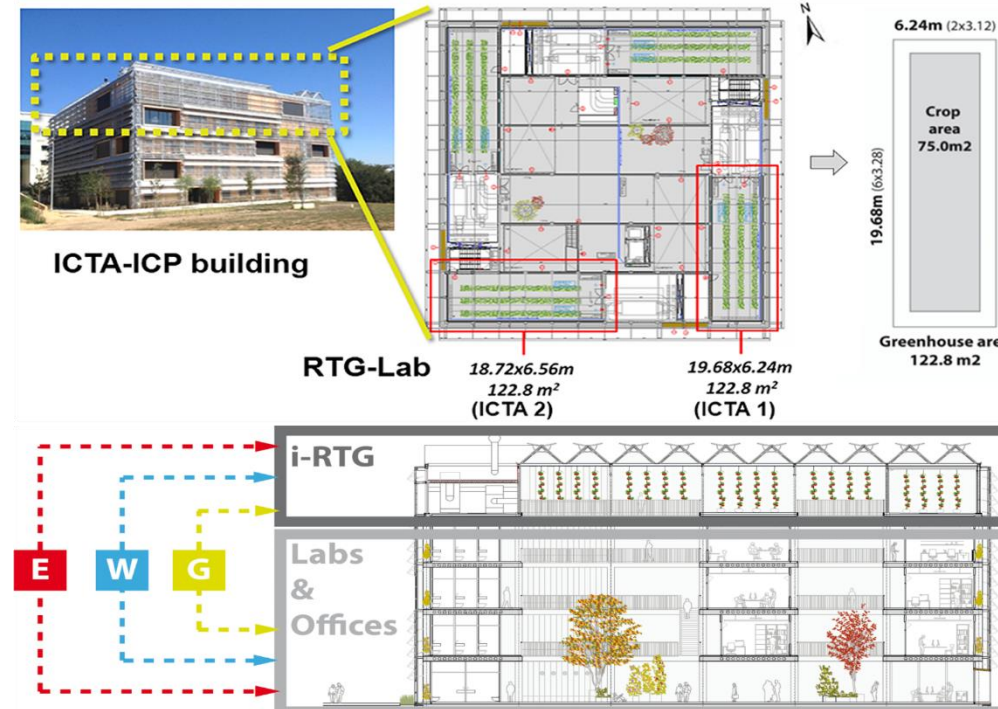 ICTA-ICP building
N
6.24m (2x3.12)
Crop
area
75.0m2
19.68m (6x3.28)
Greenhouse are
122.8 m2
RTG-Lab
18.72x6.56m
122.8 m²
(ICTA 2)
19.68x6.24m
122.8 m²
(ICTA 1)
i-RTG
E
W
G
Labs
&
Offices